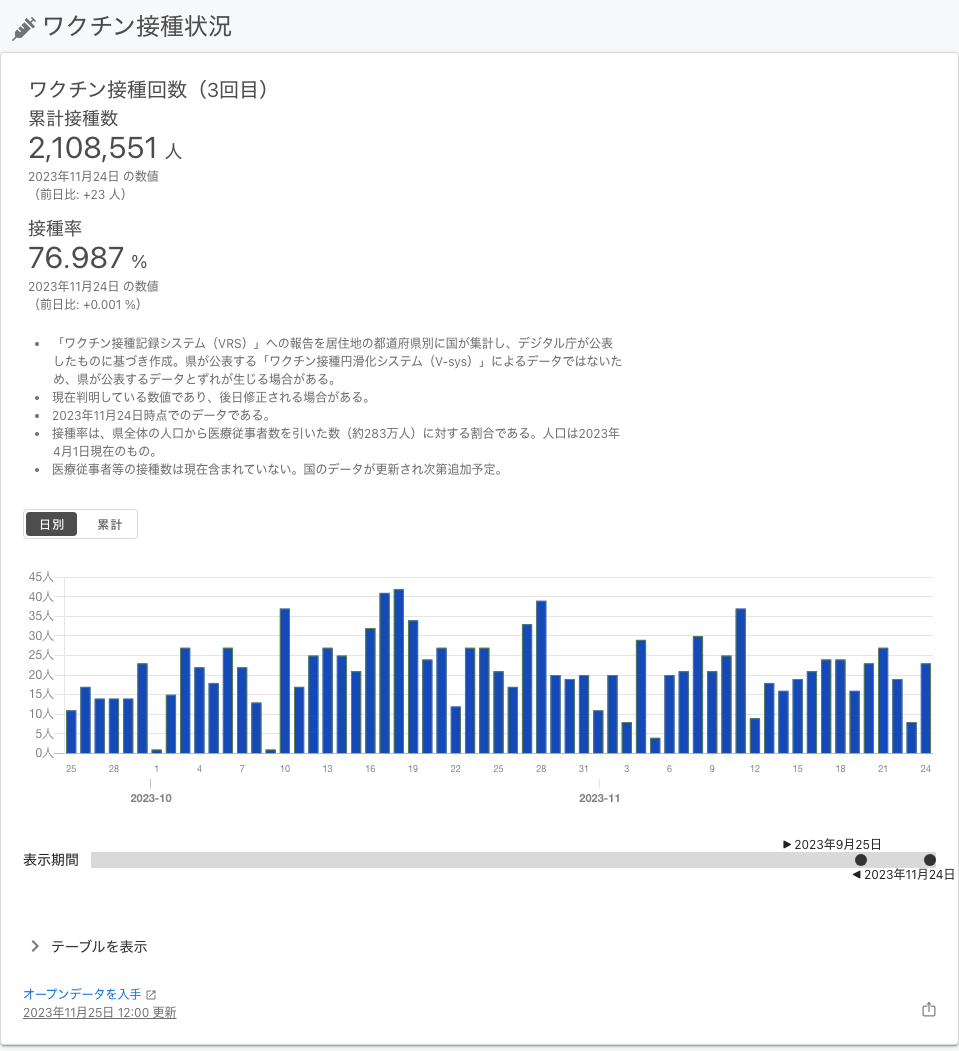 ワクチン接種状況
ワクチン接種回数（3回目）
累計接種数
2,108,551 人
2023年11月24日 の数値
（前日比: +23 人）
接種率
76.987 %
2023年11月24日 の数値
（前日比: +0.001 %）
• 「ワクチン接種記録システム（VRS）」への報告を居住地の都道府県別に国が集計し、デジタル庁が公表
したものに基づき作成。県が公表する「ワクチン接種円滑化システム（V-sys）」によるデータではないた
め、県が公表するデータとずれが生じる場合がある。
• 現在判明している数値であり、後日修正される場合がある。
• 2023年11月24日時点でのデータである。
• 接種率は、県全体の人口から医療従事者数を引いた数（約283万人）に対する割合である。人口は2023年
4月1日現在のもの。
• 医療従事者等の接種数は現在含まれていない。国のデータが更新され次第追加予定。
日別 累計
45人
40人
35人
30人
25人
20人
15人
10人
5人
0人
25 28 1 4 7 10 13 16 19 22 25 28 31 3 6 9 12 15 18 21 24
2023-10 2023-11
▶ 2023年9月25日
表示期間
◀ 2023年11月24日
テーブルを表示
オープンデータを入手
2023年11月25日 12:00 更新